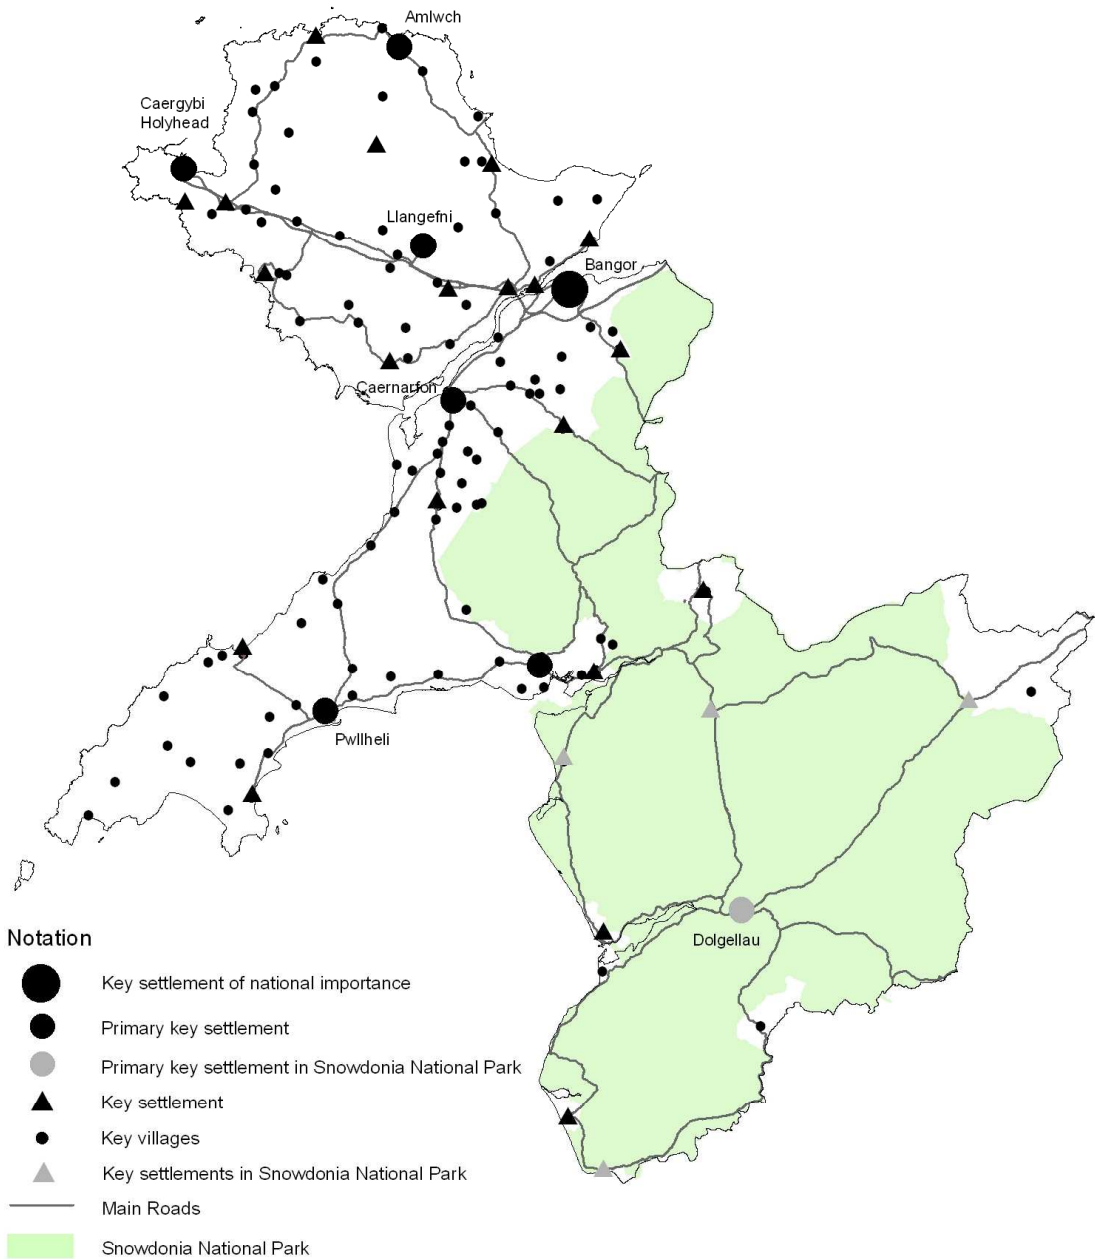 Amlwch
Caergybi
Holyhead
Llangefni
Bangor
Caernarfon
Pwllheli
Dolgellau
Notation
Key settlement of national importance
Primary key settlement
Primary key settlement in Snowdonia National Park
Key settlement
Key villages
Key settlements in Snowdonia National Park
Main Roads
Snowdonia National Park